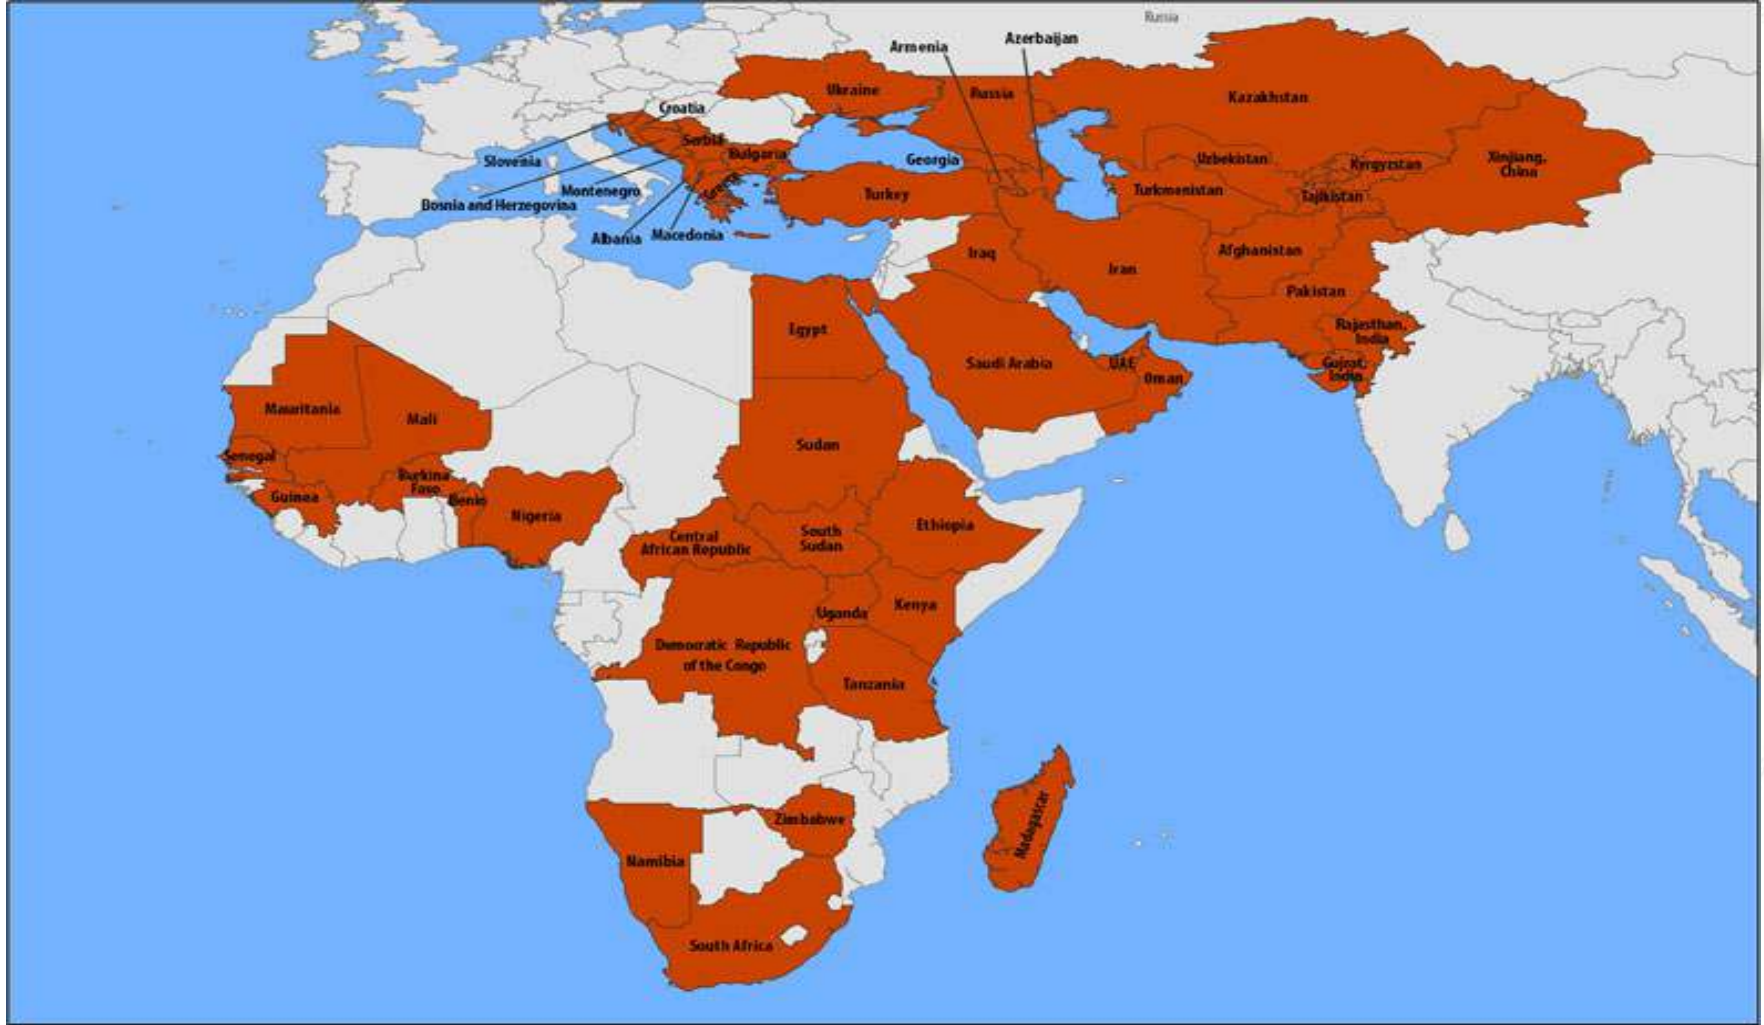 Russia
Azerbaijan
Armenia
Ukraine
Russia
Kazakhstan
Croatia
Serbia
Bulgaria
Slovenia
Georgia
Uzbekistan
Kyrgyzstan
Xinjiang,
China
Montenegro
Greece
Turkey
Turkmenistan
Tajikistan
Bosnia and Herzegovina
Albania
Macedonia
Iraq
Iran
Afghanistan
Pakistan
Egypt
Rajasthan,
India
Saudi Arabia
UAE
Oman
Gujrat,
India
Mauritania
Mali
Sudan
Senegal
Burkina
Faso
Guinea
Benin
Nigeria
Ethiopia
Central
African Republic
South
Sudan
Uganda
Kenya
Democratic Republic
of the Congo
Tanzania
Zimbabwe
Madagascar
Namibia
South Africa